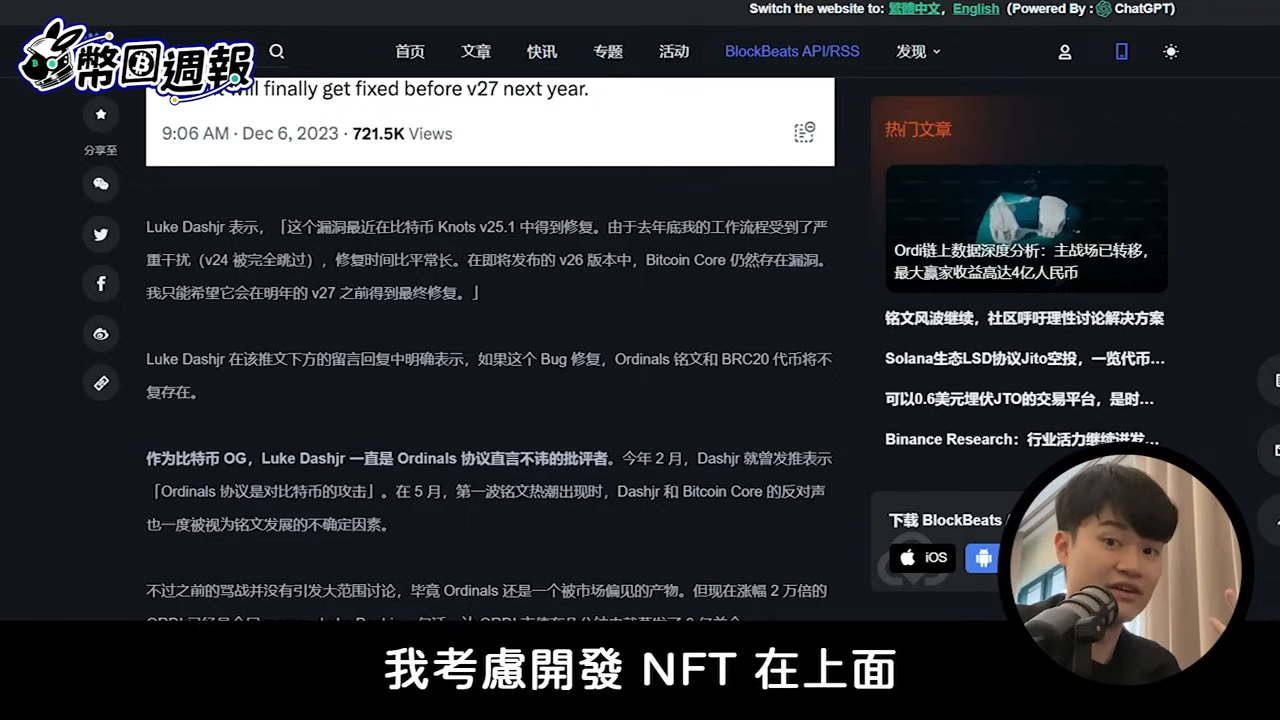 Switch the website to: 繁體中文, English (Powered By : ChatGPT)
幣圈週報
首页 文章 快讯 专题 活动 BlockBeats API/RSS 发现
will finally get fixed before v27 next year.
9:06 AM · Dec 6, 2023 · 721.5K Views
分享至
Luke Dashjr 表示，「这个漏洞最近在比特币 Knots v25.1 中得到修复。由于去年底我的工作流程受到了严
重干扰（v24 被完全跳过），修复时间比平常长。在即将发布的 v26 版本中，Bitcoin Core 仍然存在漏洞。
我只能希望它会在明年的 v27 之前得到最终修复。」
Luke Dashjr 在该推文下方的留言回复中明确表示，如果这个 Bug 修复，Ordinals 铭文和 BRC20 代币将不
复存在。
作为比特币 OG，Luke Dashjr 一直是 Ordinals 协议直言不讳的批评者。今年 2 月，Dashjr 就曾发推表示
「Ordinals 协议是对比特币的攻击」。在 5 月，第一波铭文热潮出现时，Dashjr 和 Bitcoin Core 的反对声
也一度被视为铭文发展的不确定因素。
不过之前的骂战并没有引发大范围讨论，毕竟 Ordinals 还是一个被市场偏见的产物。但现在涨幅 2 万倍的
热门文章
Ordi链上数据深度分析：主战场已转移，
最大赢家收益高达4亿人民币
铭文风波继续，社区呼吁理性讨论解决方案
Solana生态LSD协议Jito空投，一览代币...
可以0.6美元埋伏JTO的交易平台，是时...
Binance Research：行业活力继续迸发...
下载 BlockBeats
iOS
我考慮開發 NFT 在上面